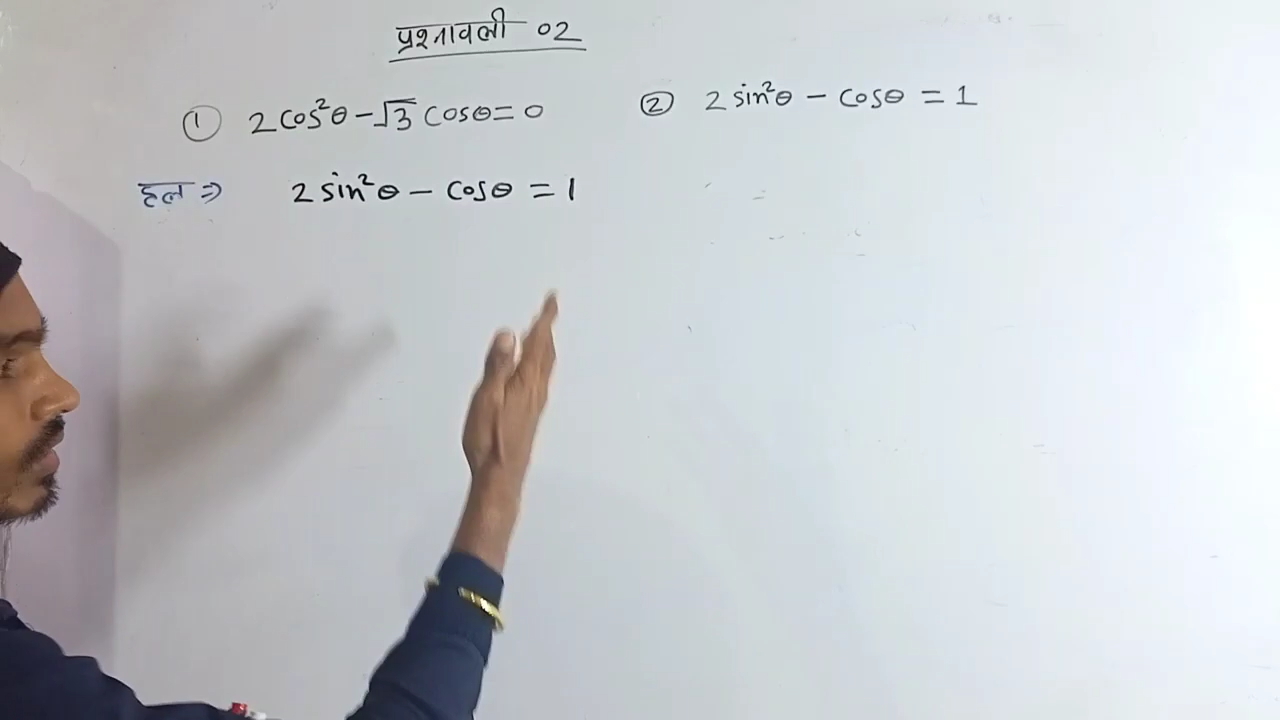 प्रश्नावली 02
① 2cos²θ-√3 cosθ=0 ② 2sin²θ - cosθ = 1
हल ⇒ 2sin²θ - cosθ = 1